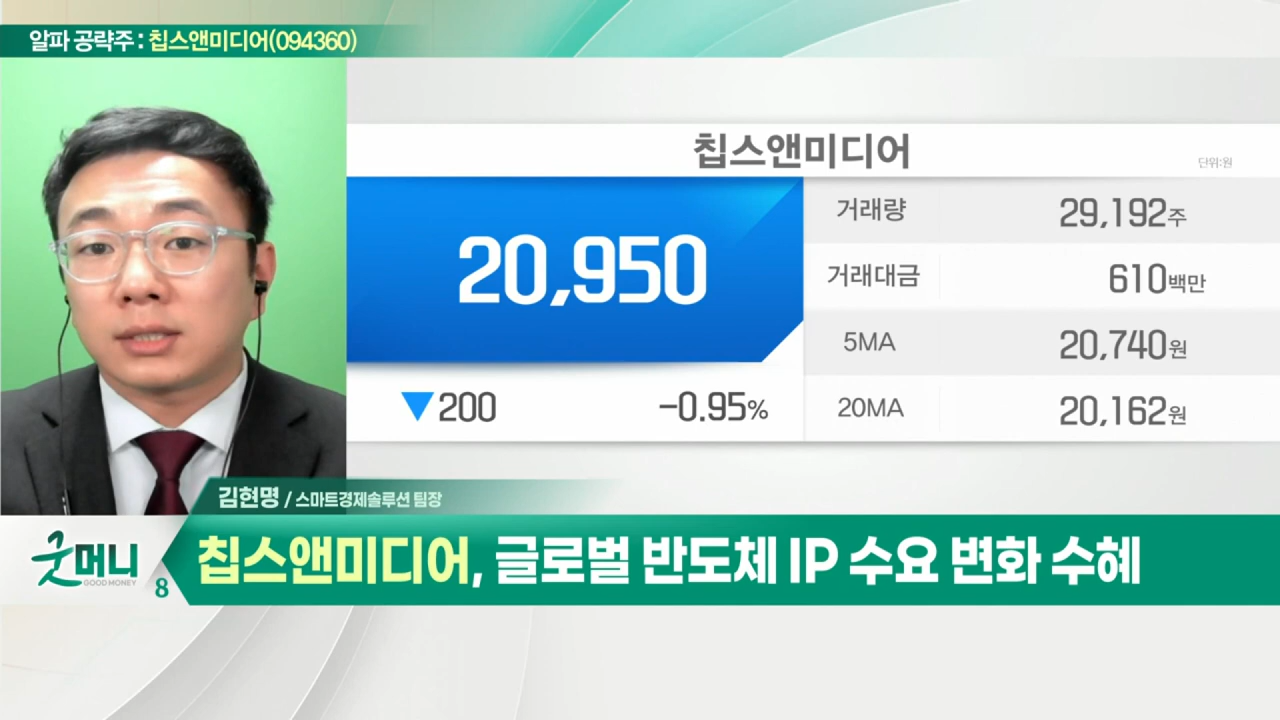 알파 공략주 : 칩스앤미디어(094360)
칩스앤미디어
단위:원
20,950
▼200 -0.95%
거래량 29,192주
거래대금 610백만
5MA 20,740원
20MA 20,162원
김현명 / 스마트경제솔루션 팀장
굿머니
GOOD MONEY
8
칩스앤미디어, 글로벌 반도체 IP 수요 변화 수혜